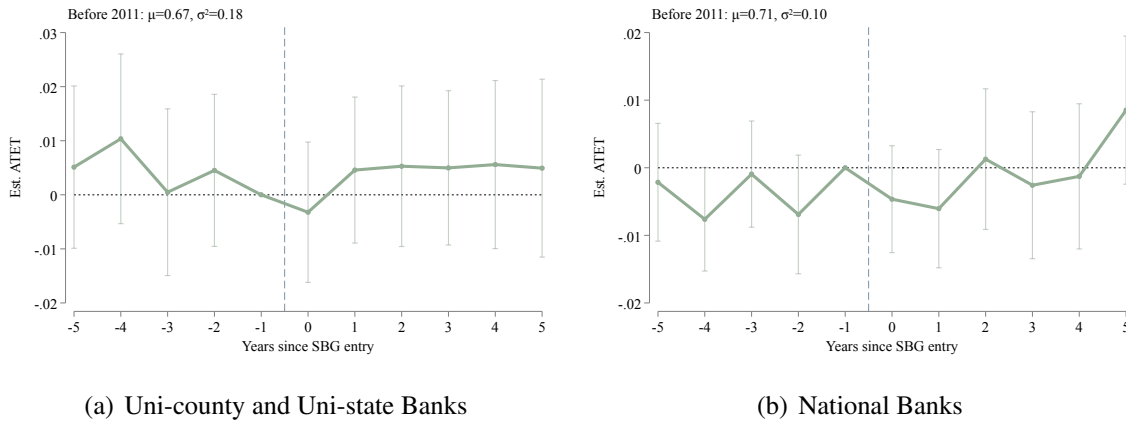 Before 2011: μ=0.67, σ²=0.18
.03
.02
.01
0
-.01
-.02
Est. ATET
-5 -4 -3 -2 -1 0 1 2 3 4 5
Years since SBG entry
(a) Uni-county and Uni-state Banks
Before 2011: μ=0.71, σ²=0.10
.02
.01
0
-.01
-.02
Est. ATET
-5 -4 -3 -2 -1 0 1 2 3 4 5
Years since SBG entry
(b) National Banks